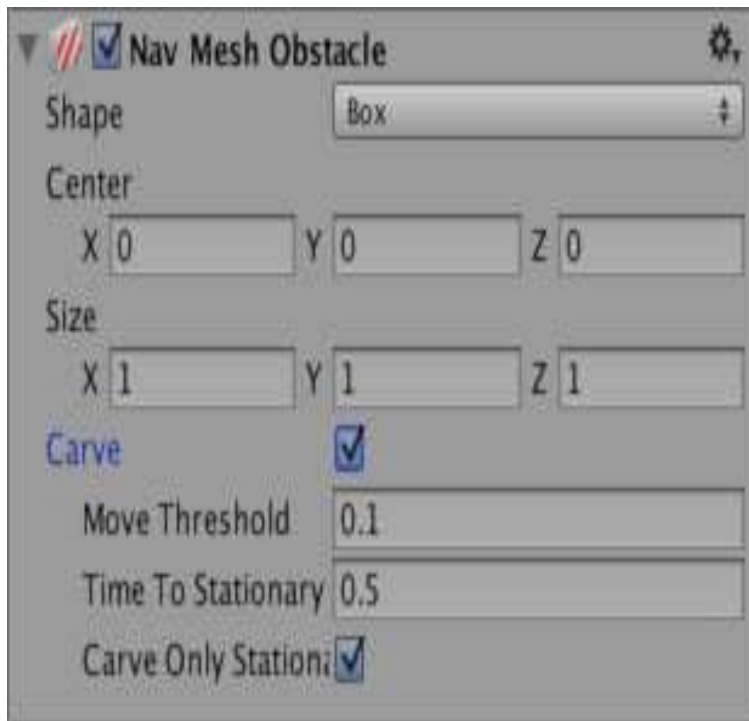 Nav Mesh Obstacle
Shape Box
Center
X 0 Y 0 Z 0
Size
X 1 Y 1 Z 1
Carve
Move Threshold 0.1
Time To Stationary 0.5
Carve Only Stationa